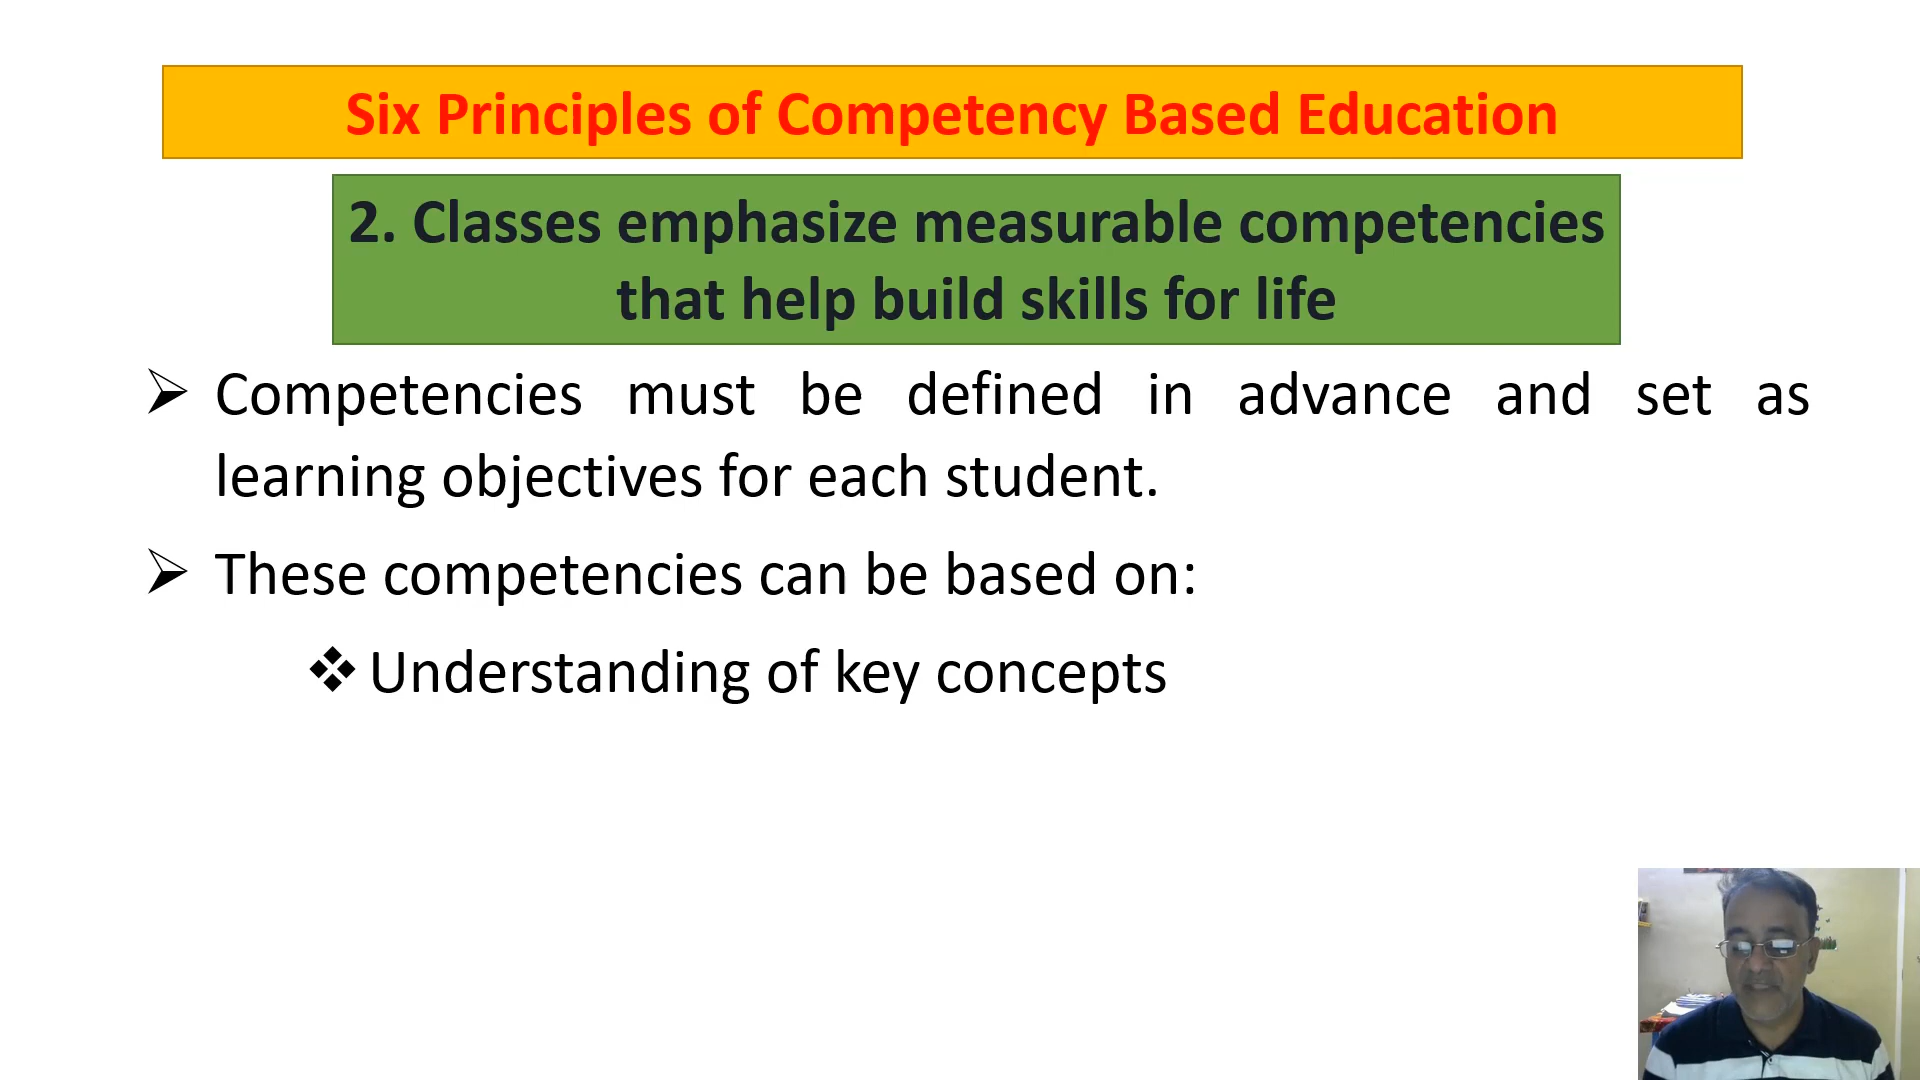 Six Principles of Competency Based Education
2. Classes emphasize measurable competencies
that help build skills for life
Competencies must be defined in advance and set as
learning objectives for each student.
These competencies can be based on:
Understanding of key concepts